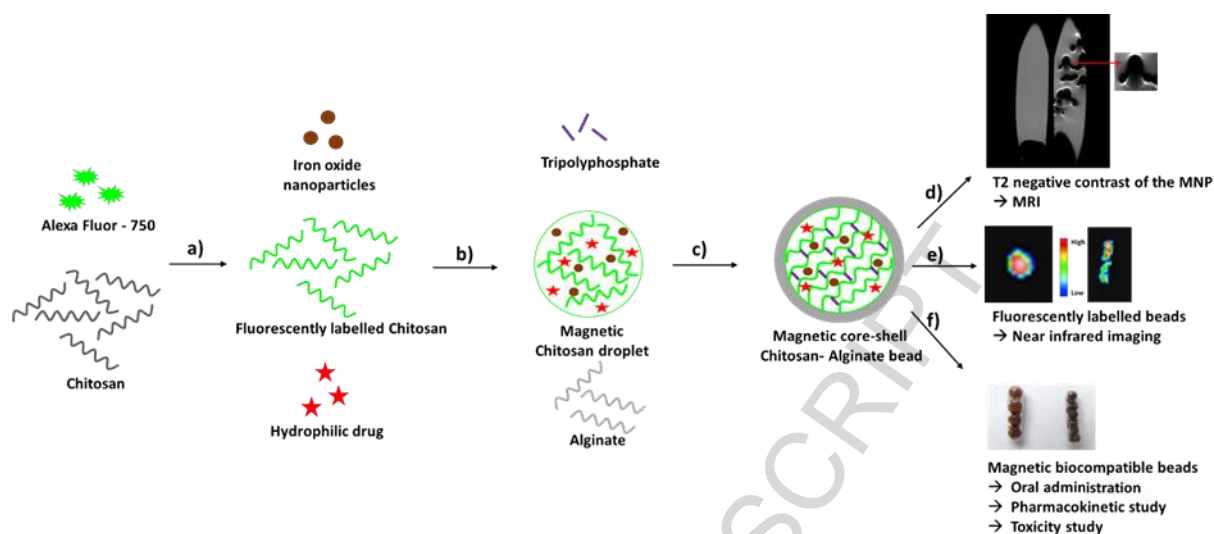 Alexa Fluor - 750
Chitosan
a)
Iron oxide
nanoparticles
Fluorescently labelled Chitosan
Hydrophilic drug
b)
Tripolyphosphate
Magnetic
Chitosan droplet
Alginate
c)
Magnetic core-shell
Chitosan- Alginate bead
d)
T2 negative contrast of the MNP
→ MRI
e)
High
Low
Fluorescently labelled beads
→ Near infrared imaging
f)
Magnetic biocompatible beads
→ Oral administration
→ Pharmacokinetic study
→ Toxicity study
SCRIPT